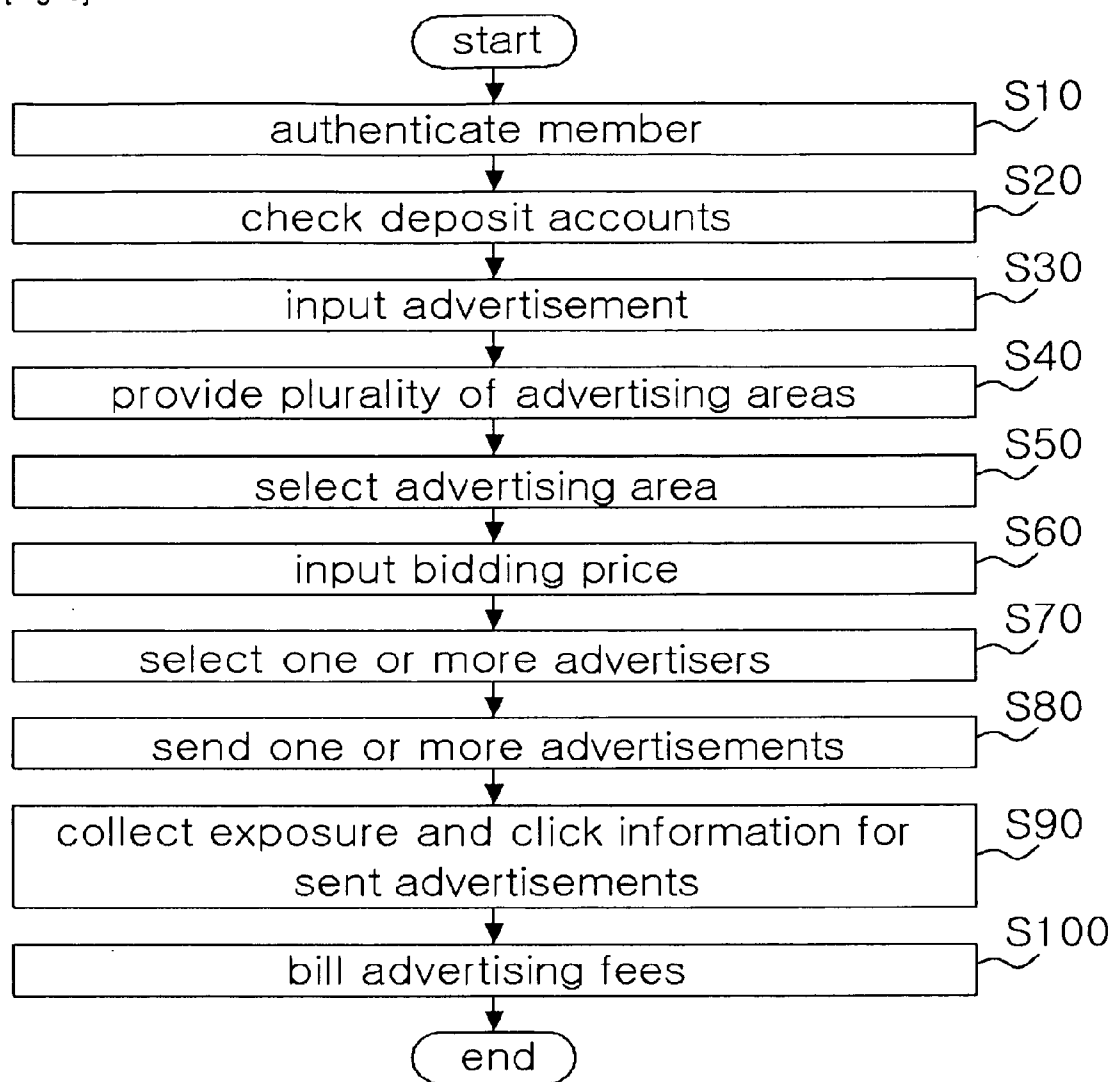 start
S10
authenticate member
S20
check deposit accounts
S30
input advertisement
S40
provide plurality of advertising areas
S50
select advertising area
S60
input bidding price
S70
select one or more advertisers
S80
send one or more advertisements
S90
collect exposure and click information for
sent advertisements
S100
bill advertising fees
end